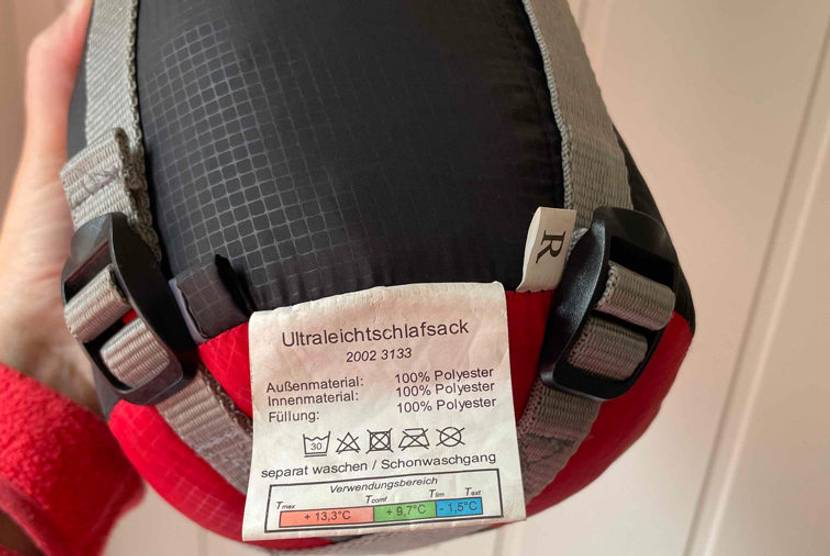 R
Ultraleichtschlafsack
2002 3133
Außenmaterial: 100% Polyester
Innenmaterial: 100% Polyester
Füllung: 100% Polyester
30
separat waschen / Schonwaschgang
Verwendungsbereich
Tmax Tcomf Tlim Text
+ 13,3°C + 9,7°C - 1,5°C